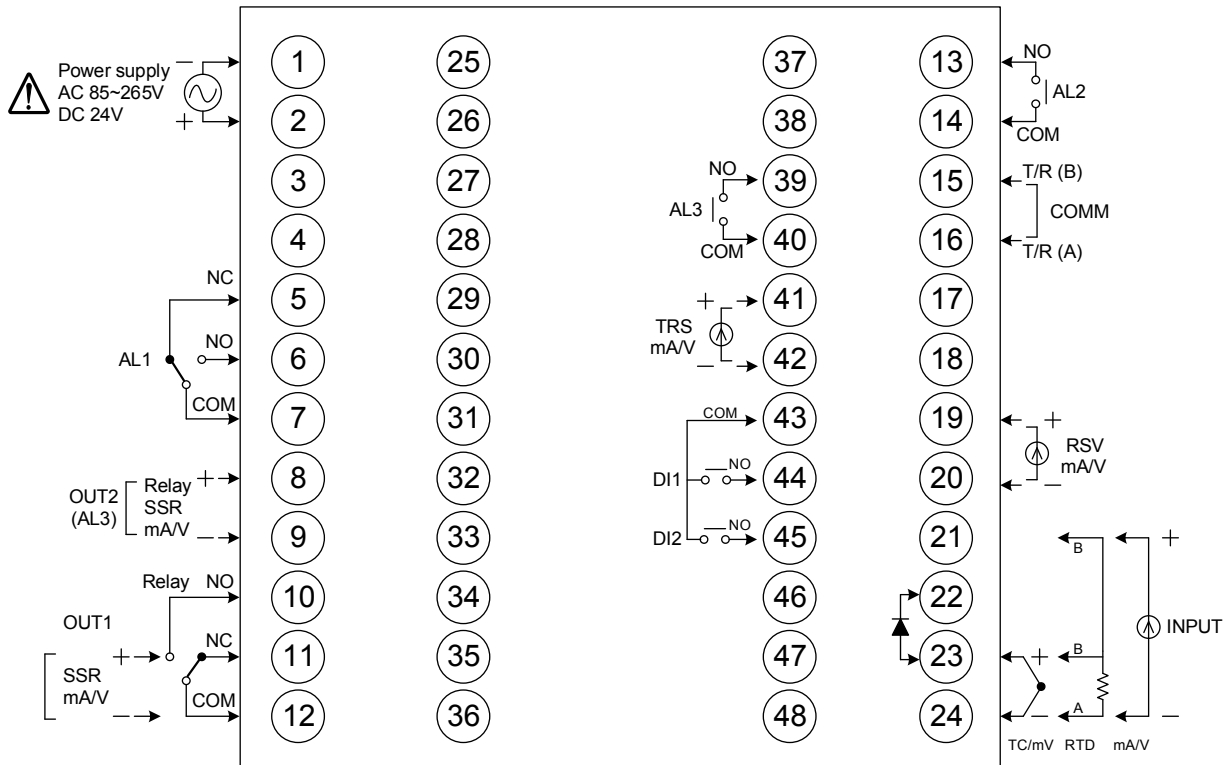 Power supply
AC 85~265V
DC 24V
−
+
1
2
3
4
5
6
7
8
9
10
11
12
NC
NO
COM
AL1
OUT2
(AL3)
Relay
SSR
mA/V
+
−
Relay NO
OUT1
NC
COM
SSR
mA/V
+
−
25
26
27
28
29
30
31
32
33
34
35
36
37
38
39
40
41
42
43
44
45
46
47
48
NO
AL3
COM
+
TRS
mA/V
−
COM
DI1
NO
DI2
NO
13
14
15
16
17
18
19
20
21
22
23
24
NO
AL2
COM
T/R (B)
COMM
T/R (A)
+
RSV
mA/V
−
B
+
INPUT
+
B
−
A
−
TC/mV RTD mA/V